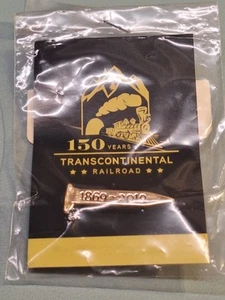 150 YEARS
TRANSCONTINENTAL
RAILROAD
1869 - 2019